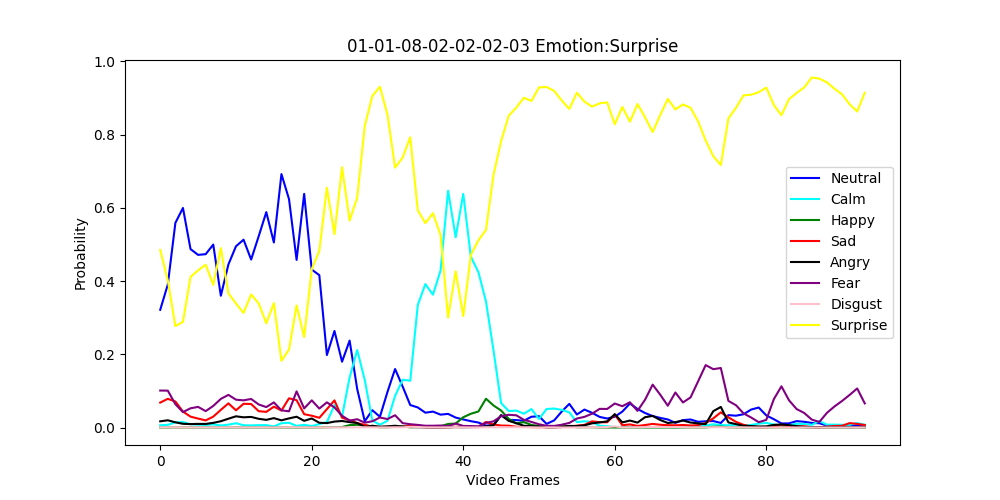 01-01-08-02-02-02-03 Emotion:Surprise
Probability
1.0
0.8
0.6
0.4
0.2
0.0
0
20
40
60
80
Video Frames
Neutral
Calm
Happy
Sad
Angry
Fear
Disgust
Surprise